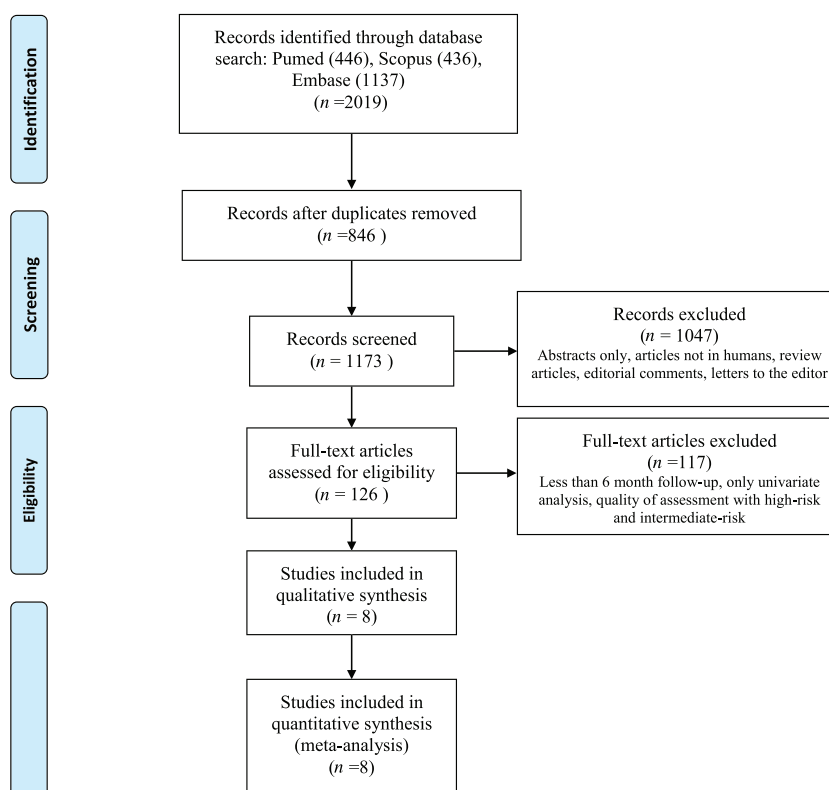 Identification
Records identified through database
search: Pumed (446), Scopus (436),
Embase (1137)
(n =2019)
Records after duplicates removed
(n =846 )
Screening
Records screened
(n = 1173 )
Records excluded
(n = 1047)
Abstracts only, articles not in humans, review
articles, editorial comments, letters to the editor
Eligibility
Full-text articles
assessed for eligibility
(n = 126 )
Full-text articles excluded
(n =117)
Less than 6 month follow-up, only univariate
analysis, quality of assessment with high-risk
and intermediate-risk
Studies included in
qualitative synthesis
(n = 8)
Studies included in
quantitative synthesis
(meta-analysis)
(n =8)